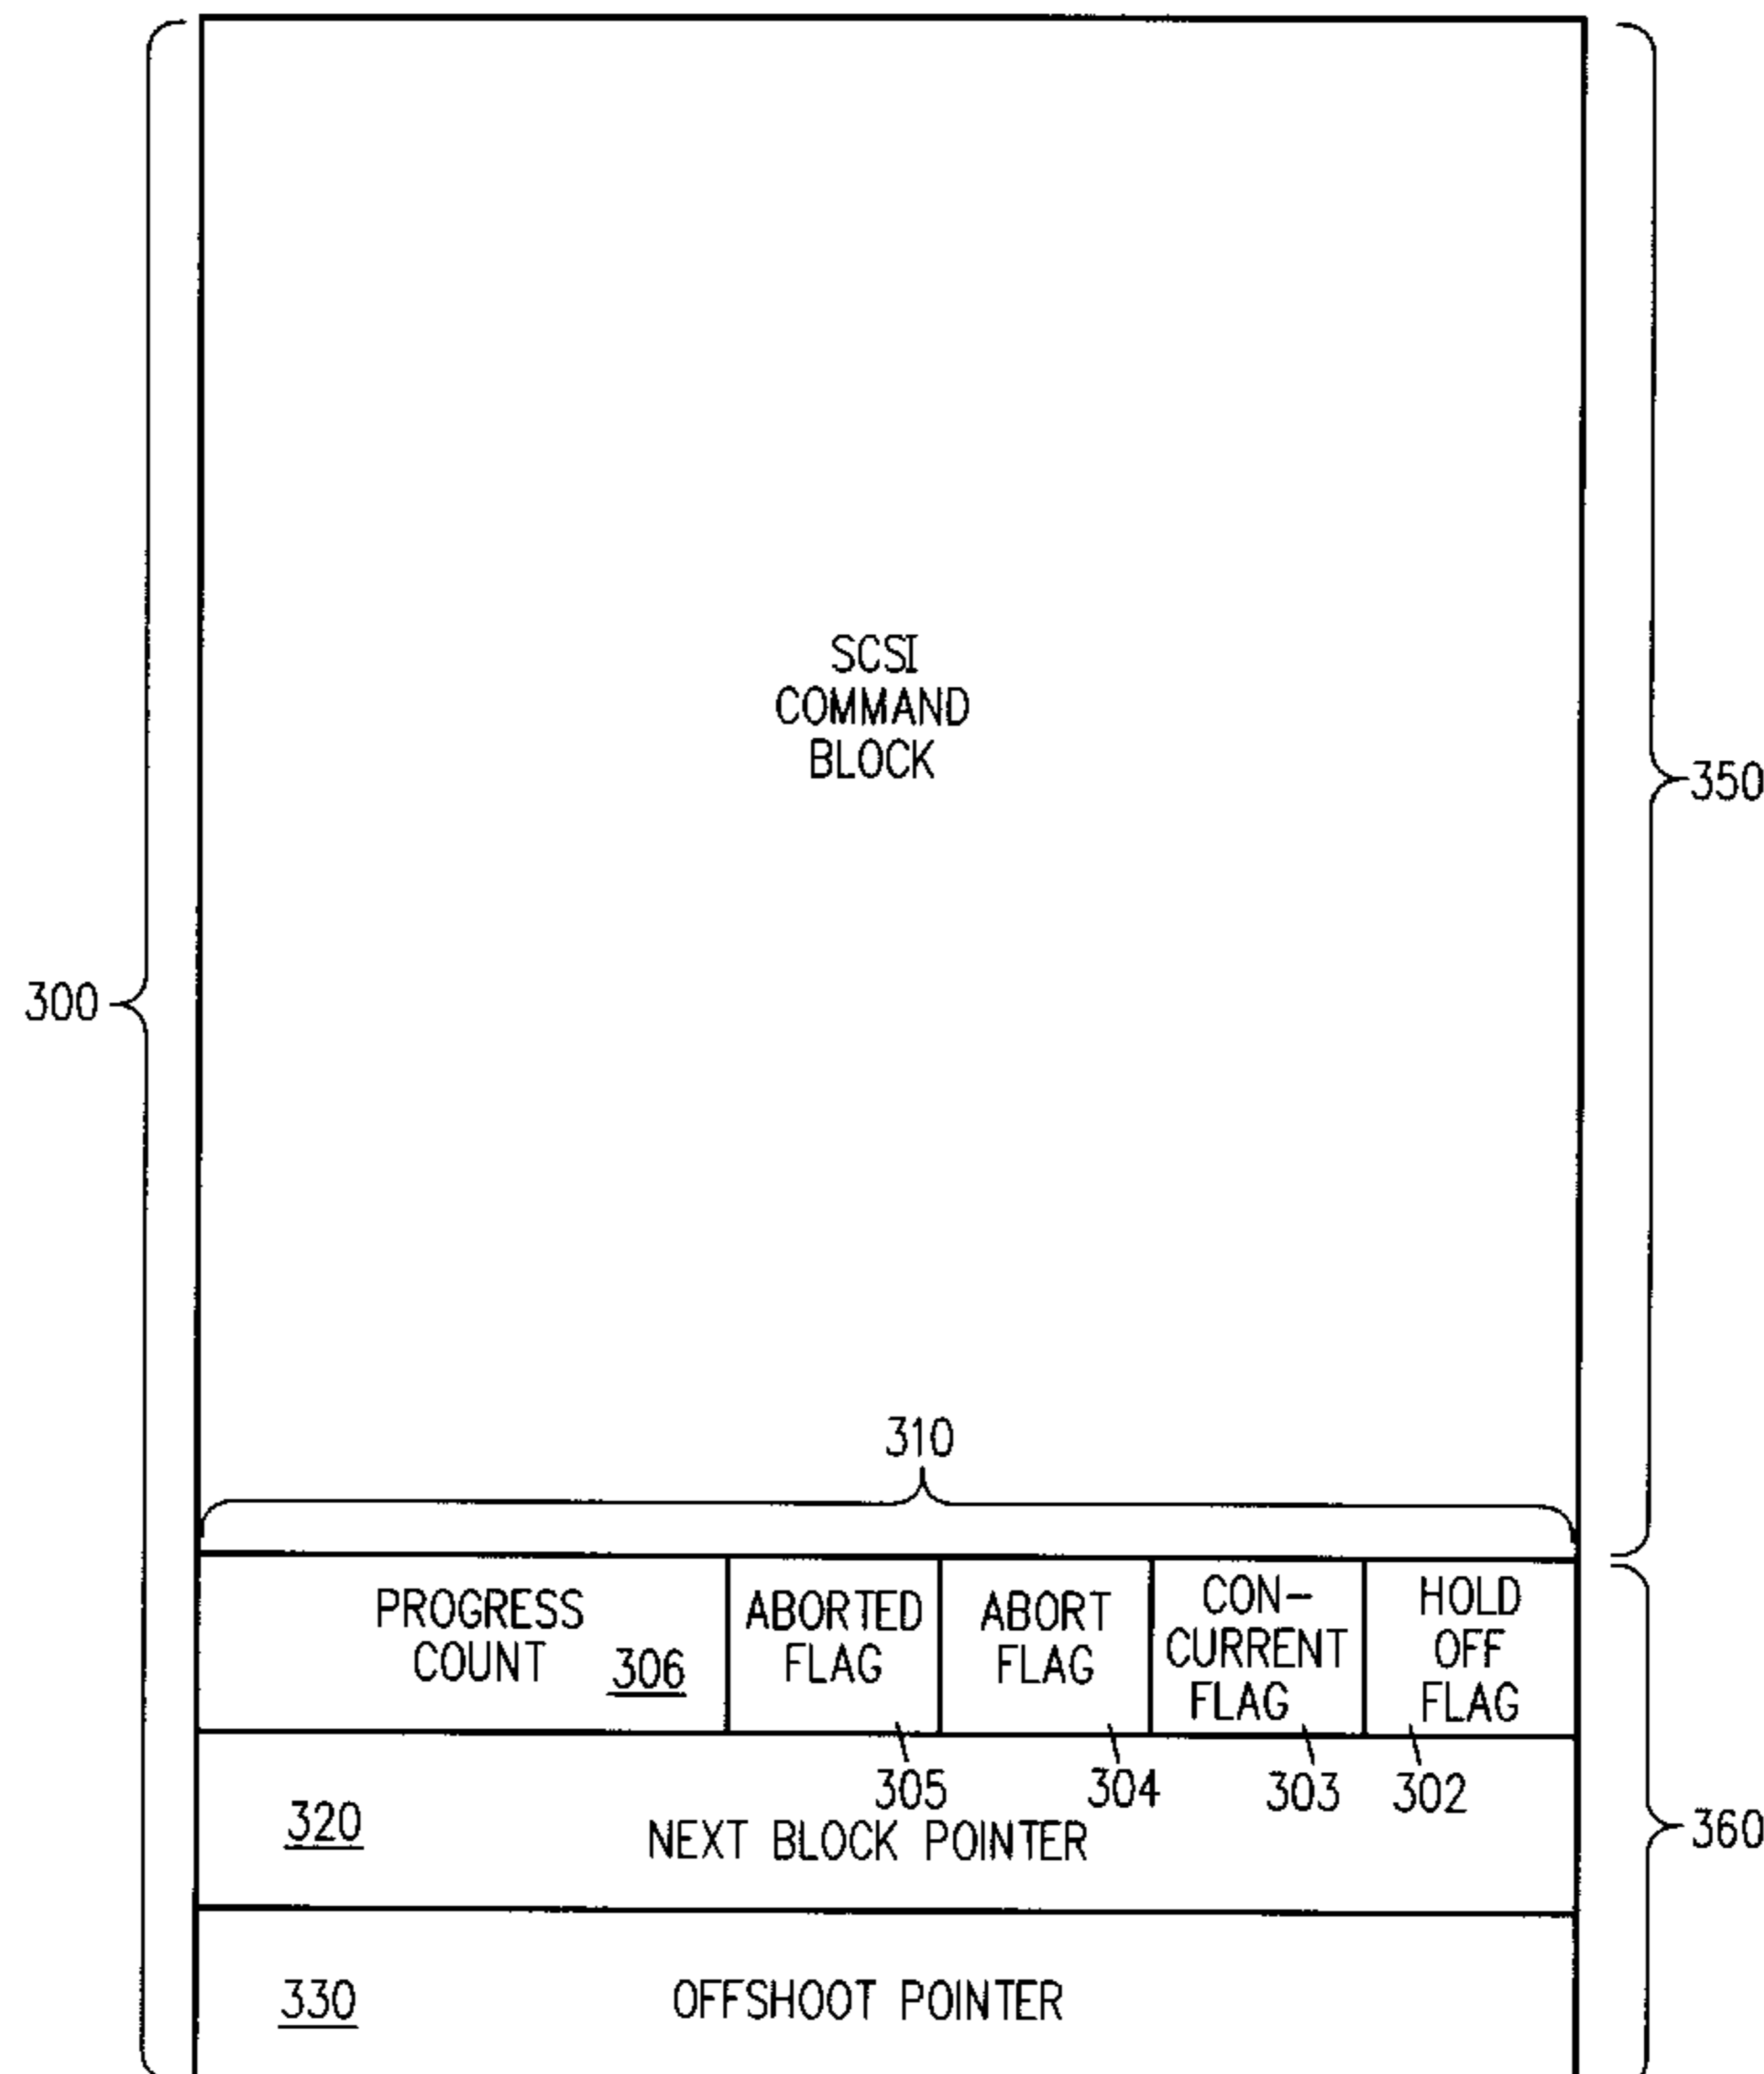 SCSI
COMMAND
BLOCK
350
300
310
PROGRESS
COUNT 306
ABORTED
FLAG
ABORT
FLAG
CON-
CURRENT
FLAG
HOLD
OFF
FLAG
305
304
303
302
320
NEXT BLOCK POINTER
360
330
OFFSHOOT POINTER